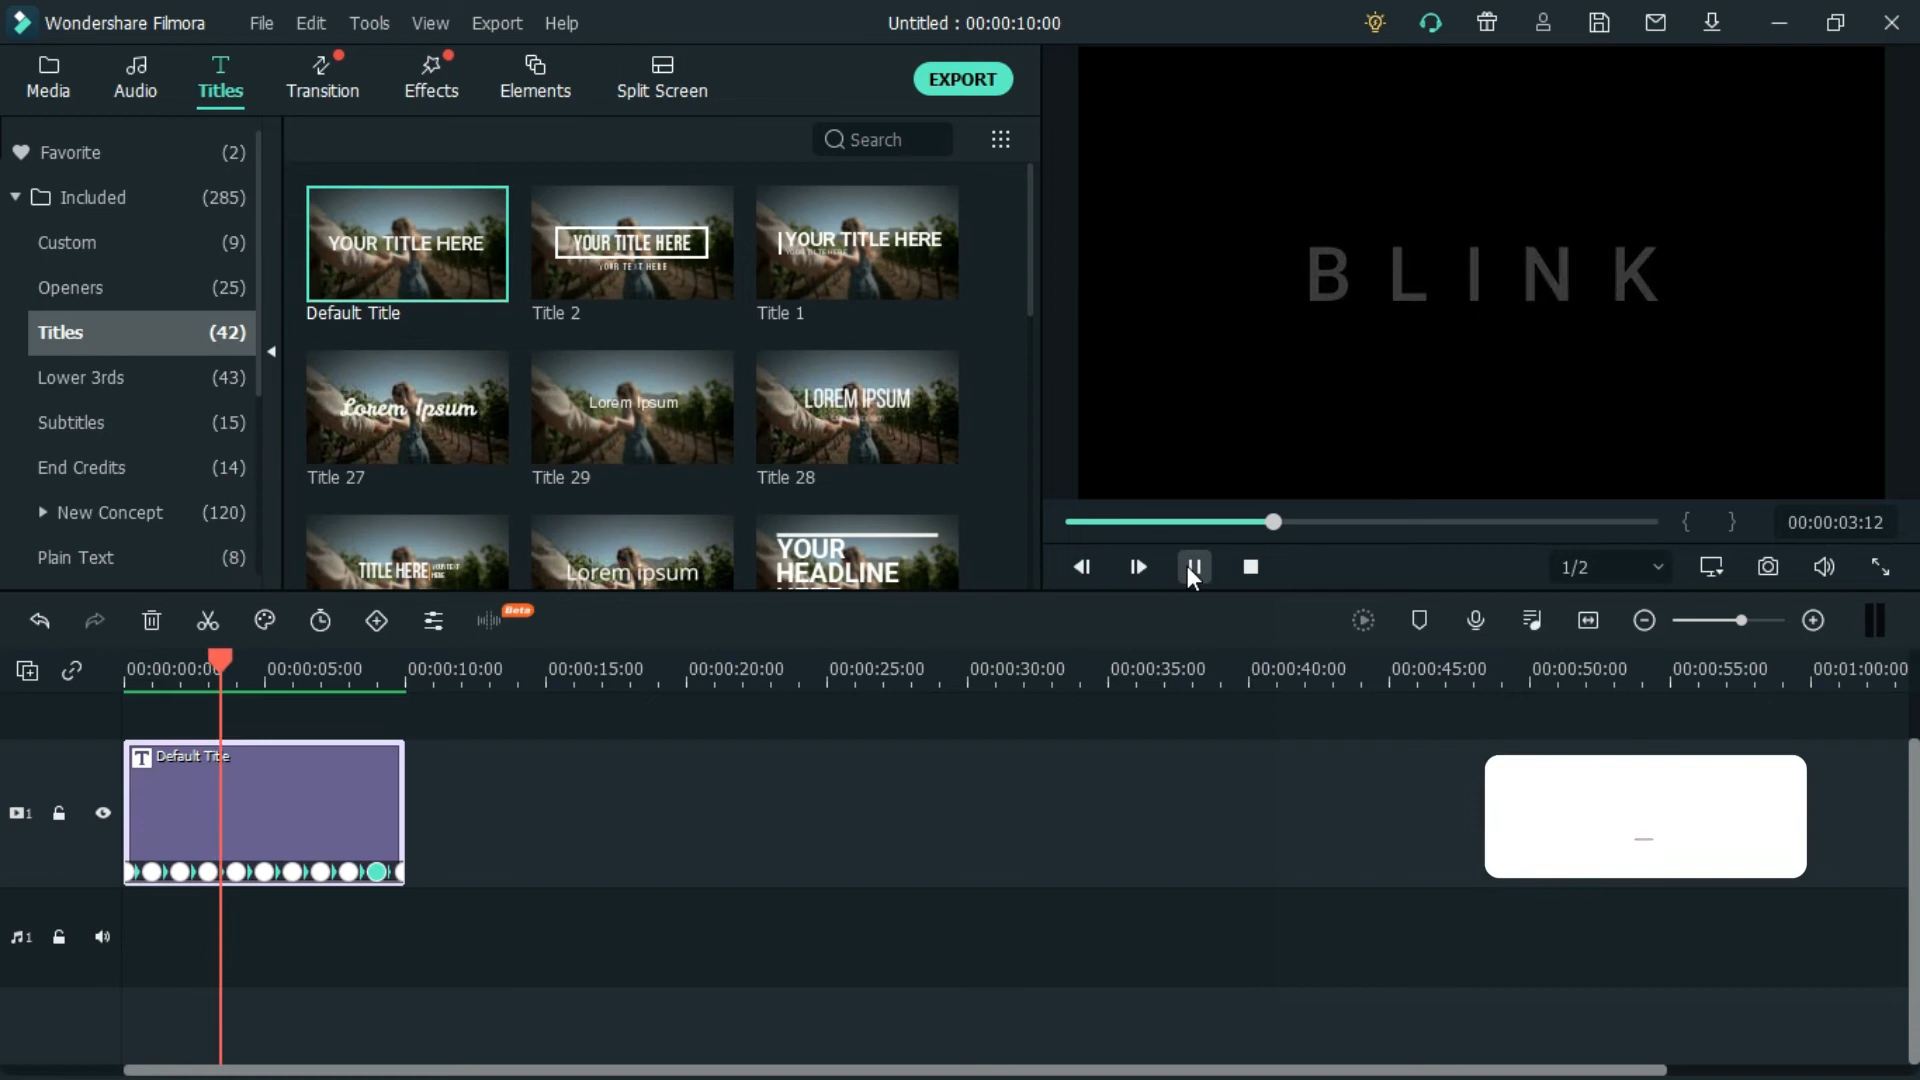 Wondershare Filmora File Edit Tools View Export Help Untitled : 00:00:10:00
Media Audio Titles Transition Effects Elements Split Screen EXPORT
Favorite (2)
Included (285)
Custom (9)
Openers (25)
Titles (42)
Lower 3rds (43)
Subtitles (15)
End Credits (14)
New Concept (120)
Plain Text (8)
Search
YOUR TITLE HERE
Default Title
YOUR TITLE HERE
YOUR TEXT HERE
Title 2
YOUR TITLE HERE
Title 1
Lorem Ipsum
Title 27
Lorem Ipsum
Title 29
LOREM IPSUM
Title 28
TITLE HERE
Lorem ipsum
YOUR
HEADLINE
BLINK
00:00:03:12
1/2
Beta
00:00:00:0 00:00:05:00 00:00:10:00 00:00:15:00 00:00:20:00 00:00:25:00 00:00:30:00 00:00:35:00 00:00:40:00 00:00:45:00 00:00:50:00 00:00:55:00 00:01:00:00
T Default Title
1
1